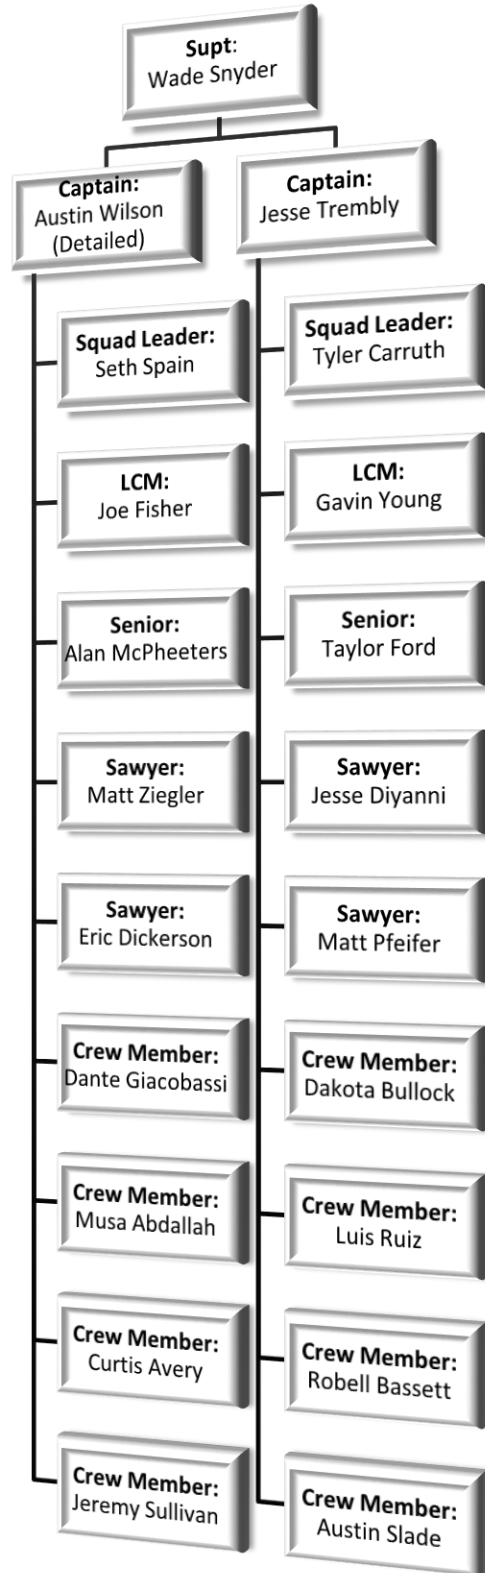 Supt:
Wade Snyder
Captain:
Austin Wilson
(Detailed)
Captain:
Jesse Trembly
Squad Leader:
Seth Spain
LCM:
Joe Fisher
Senior:
Alan McPheeters
Sawyer:
Matt Ziegler
Sawyer:
Eric Dickerson
Crew Member:
Dante Giacobassi
Crew Member:
Musa Abdallah
Crew Member:
Curtis Avery
Crew Member:
Jeremy Sullivan
Squad Leader:
Tyler Carruth
LCM:
Gavin Young
Senior:
Taylor Ford
Sawyer:
Jesse Diyanni
Sawyer:
Matt Pfeifer
Crew Member:
Dakota Bullock
Crew Member:
Luis Ruiz
Crew Member:
Robell Bassett
Crew Member:
Austin Slade